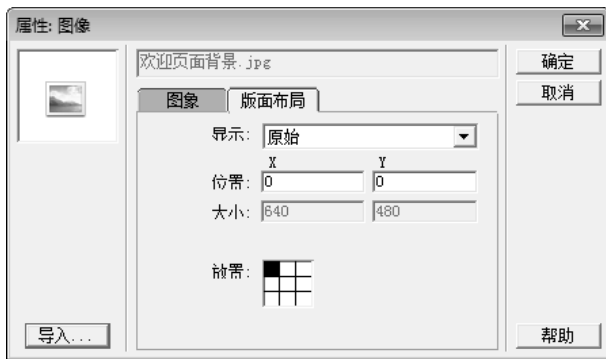 属性: 图像
欢迎页面背景.jpg
确定
取消
图象 版面布局
显示: 原始
X Y
位置: 0 0
大小: 640 480
放置:
导入... 帮助